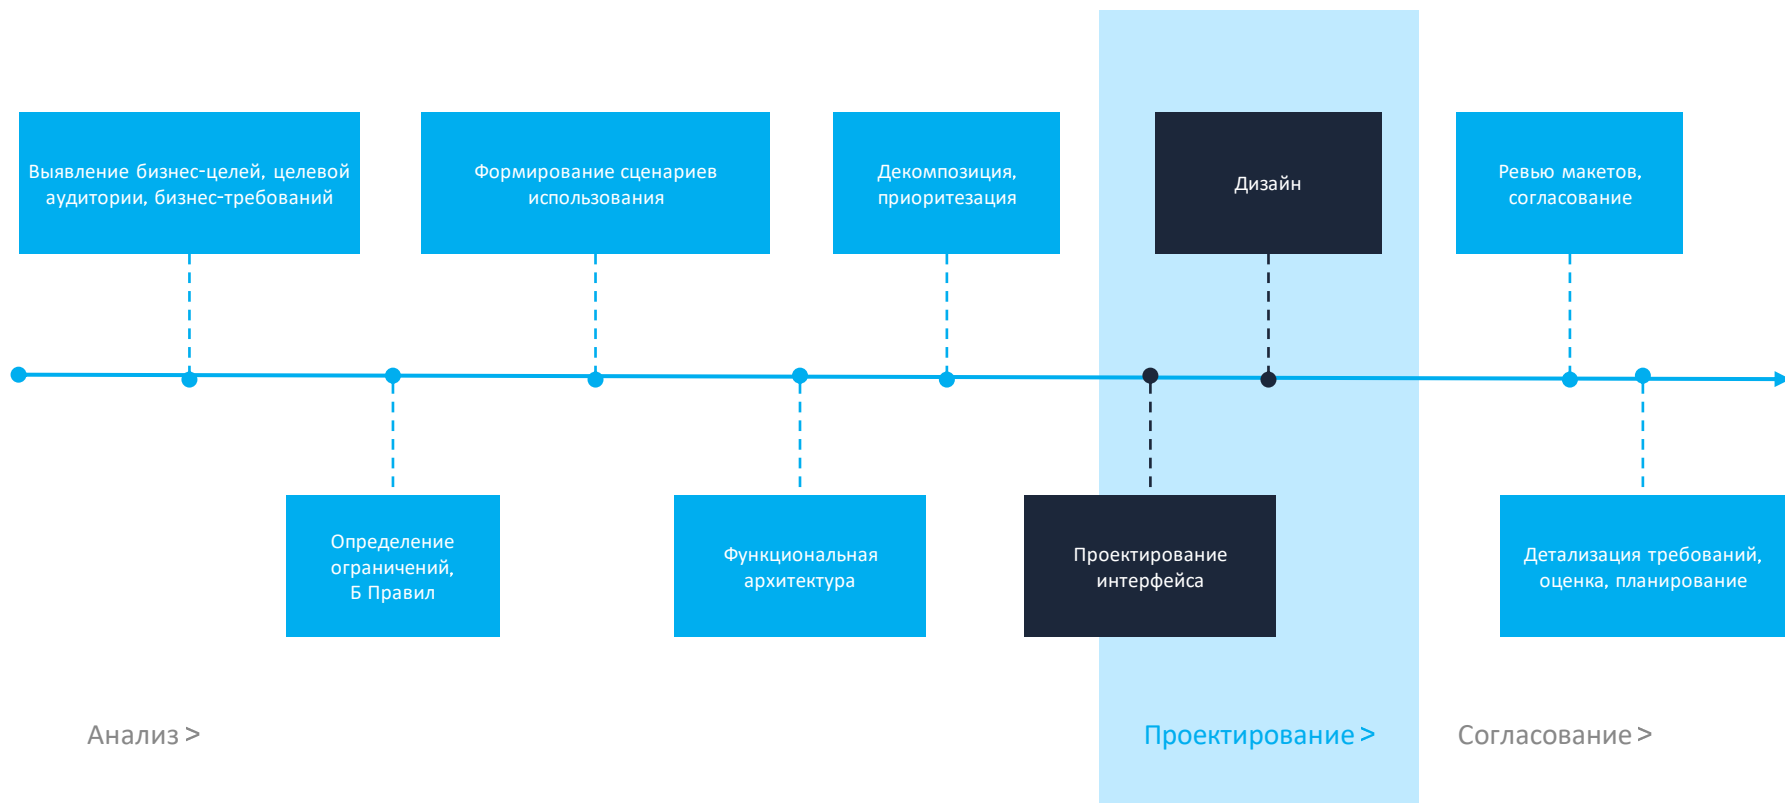 Выявление бизнес-целей, целевой
аудитории, бизнес-требований
Формирование сценариев
использования
Декомпозиция,
приоритезация
Дизайн
Ревью макетов,
согласование
Определение
ограничений,
Б Правил
Функциональная
архитектура
Проектирование
интерфейса
Детализация требований,
оценка, планирование
Анализ >
Проектирование >
Согласование >